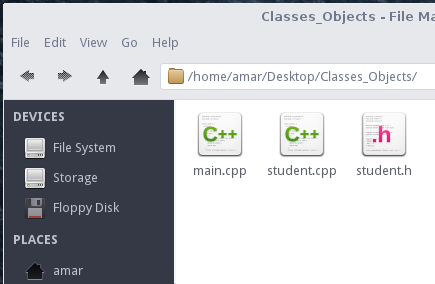 Classes_Objects - File Ma
File Edit View Go Help
/home/amar/Desktop/Classes_Objects/
DEVICES
File System
Storage
Floppy Disk
PLACES
amar
C++ C++ .h
main.cpp student.cpp student.h